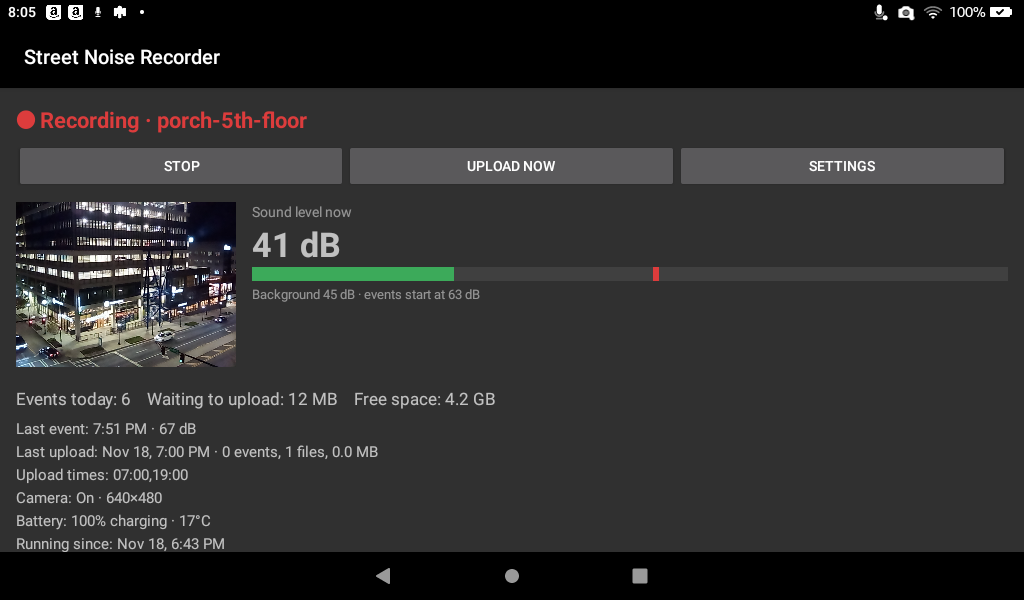 8:05 100%
Street Noise Recorder
Recording · porch-5th-floor
STOP UPLOAD NOW SETTINGS
Sound level now
41 dB
Background 45 dB · events start at 63 dB
Events today: 6 Waiting to upload: 12 MB Free space: 4.2 GB
Last event: 7:51 PM · 67 dB
Last upload: Nov 18, 7:00 PM · 0 events, 1 files, 0.0 MB
Upload times: 07:00,19:00
Camera: On · 640×480
Battery: 100% charging · 17°C
Running since: Nov 18, 6:43 PM